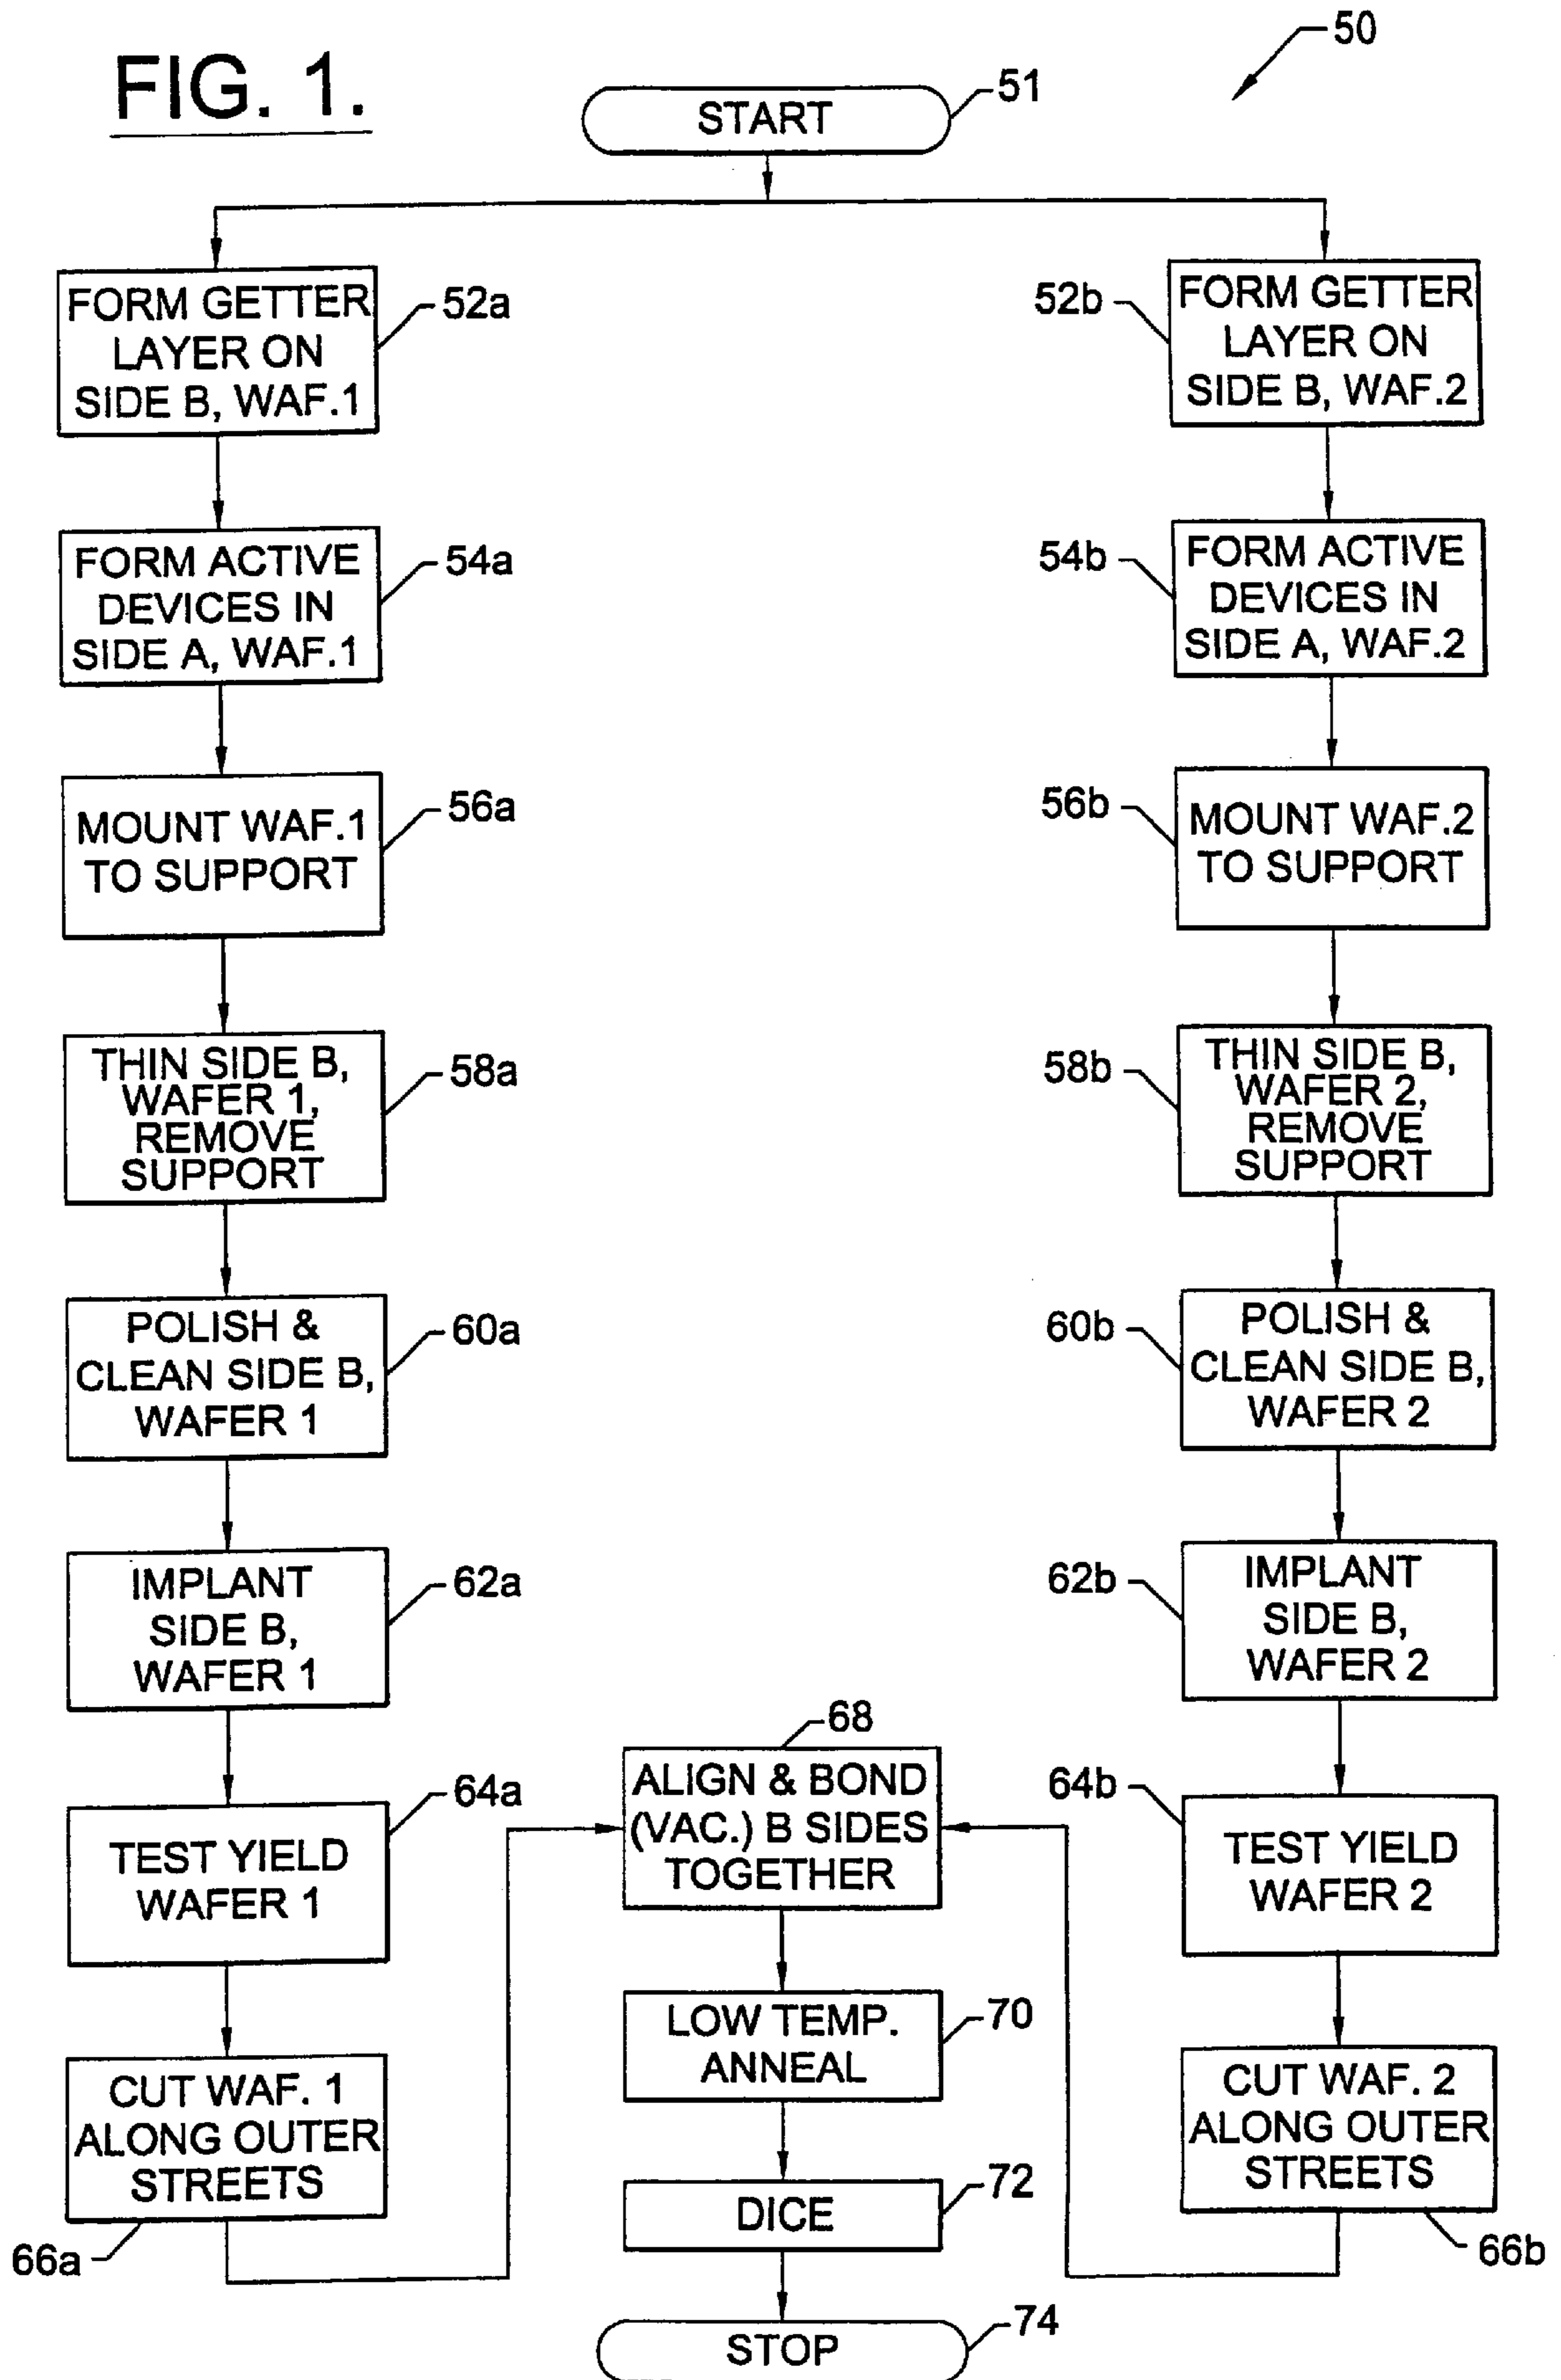 FIG. 1.
50
START
51
FORM GETTER
LAYER ON
SIDE B, WAF.1
52a
52b
FORM GETTER
LAYER ON
SIDE B, WAF.2
FORM ACTIVE
DEVICES IN
SIDE A, WAF.1
54a
54b
FORM ACTIVE
DEVICES IN
SIDE A, WAF.2
MOUNT WAF.1
TO SUPPORT
56a
56b
MOUNT WAF.2
TO SUPPORT
THIN SIDE B,
WAFER 1,
REMOVE
SUPPORT
58a
58b
THIN SIDE B,
WAFER 2,
REMOVE
SUPPORT
POLISH &
CLEAN SIDE B,
WAFER 1
60a
60b
POLISH &
CLEAN SIDE B,
WAFER 2
IMPLANT
SIDE B,
WAFER 1
62a
62b
IMPLANT
SIDE B,
WAFER 2
TEST YIELD
WAFER 1
64a
64b
TEST YIELD
WAFER 2
CUT WAF. 1
ALONG OUTER
STREETS
66a
CUT WAF. 2
ALONG OUTER
STREETS
66b
68
ALIGN & BOND
(VAC.) B SIDES
TOGETHER
LOW TEMP.
ANNEAL
70
DICE
72
STOP
74